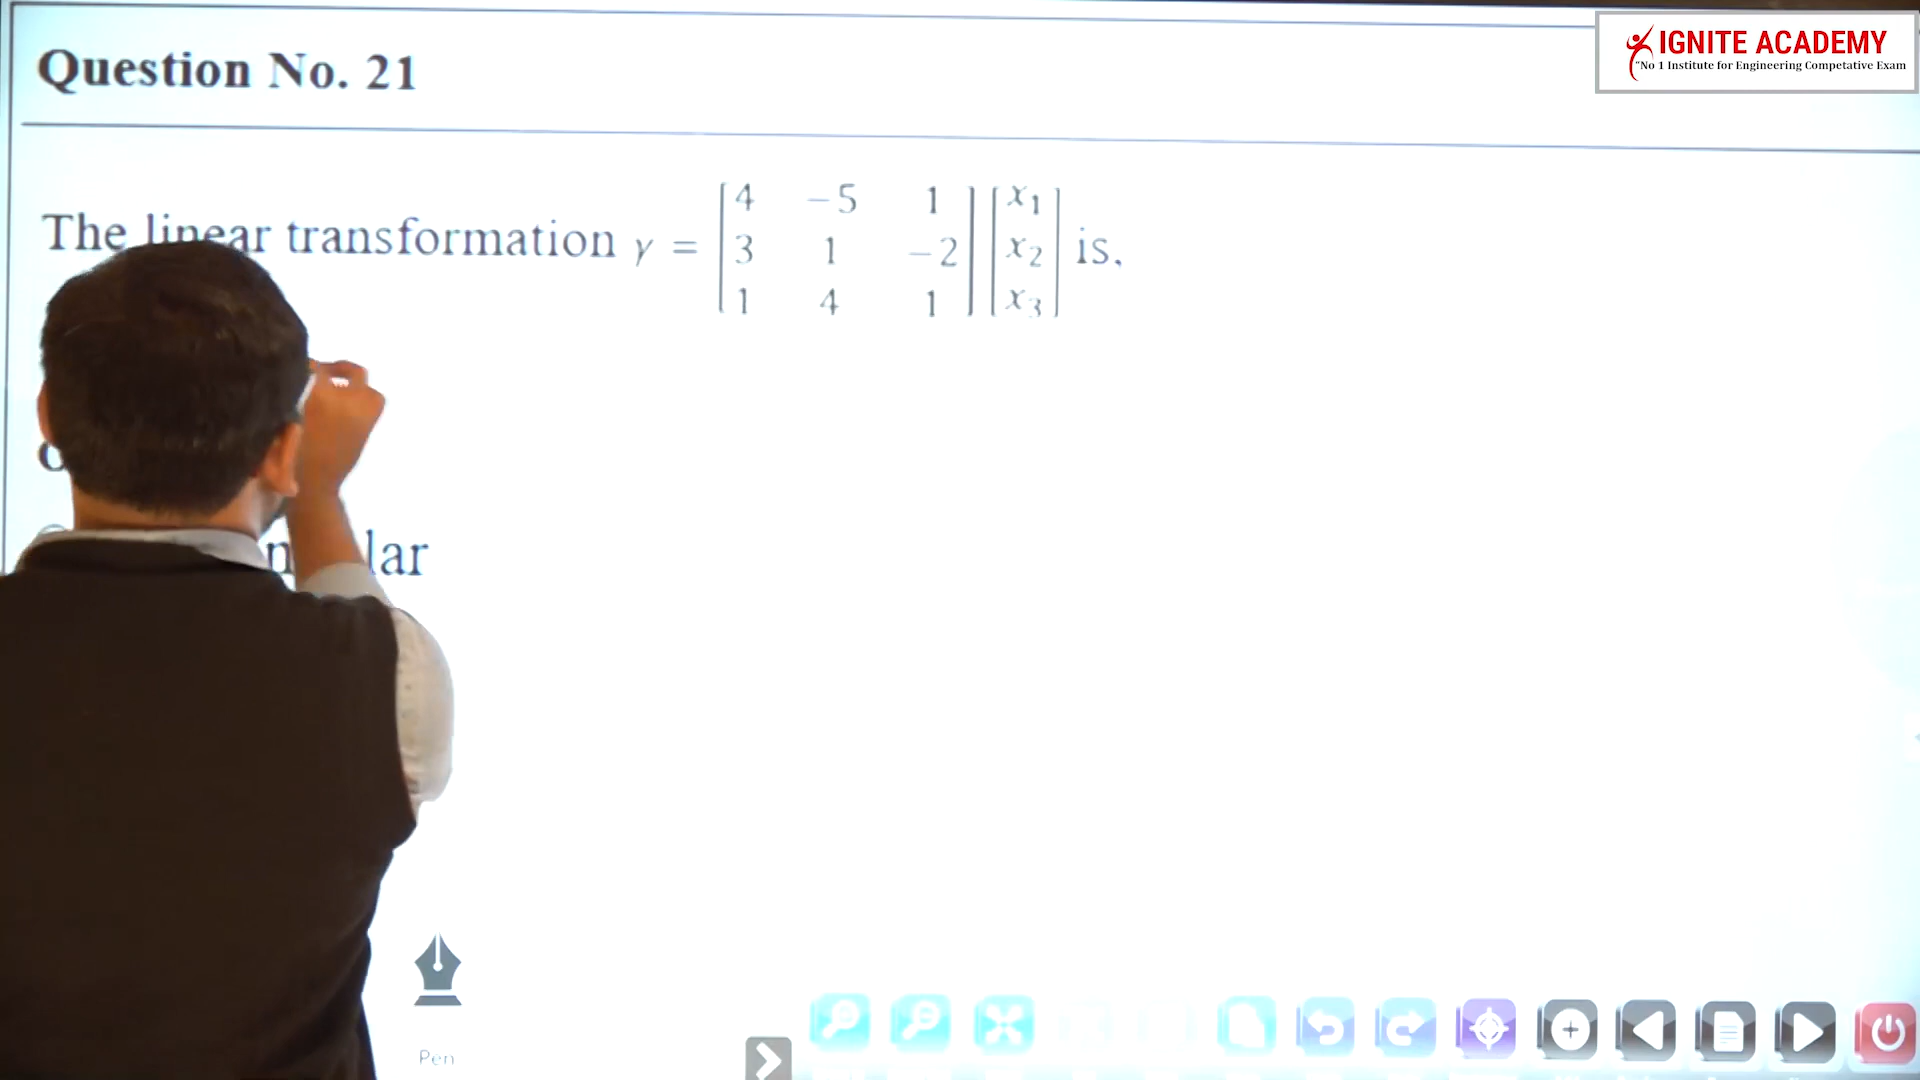 Question No. 21
IGNITE ACADEMY
"No 1 Institute for Engineering Competative Exam
The linear transformation y = [4 -5 1] [x1] is,
[3 1 -2] [x2]
[1 4 1] [x3]
lar
Pen